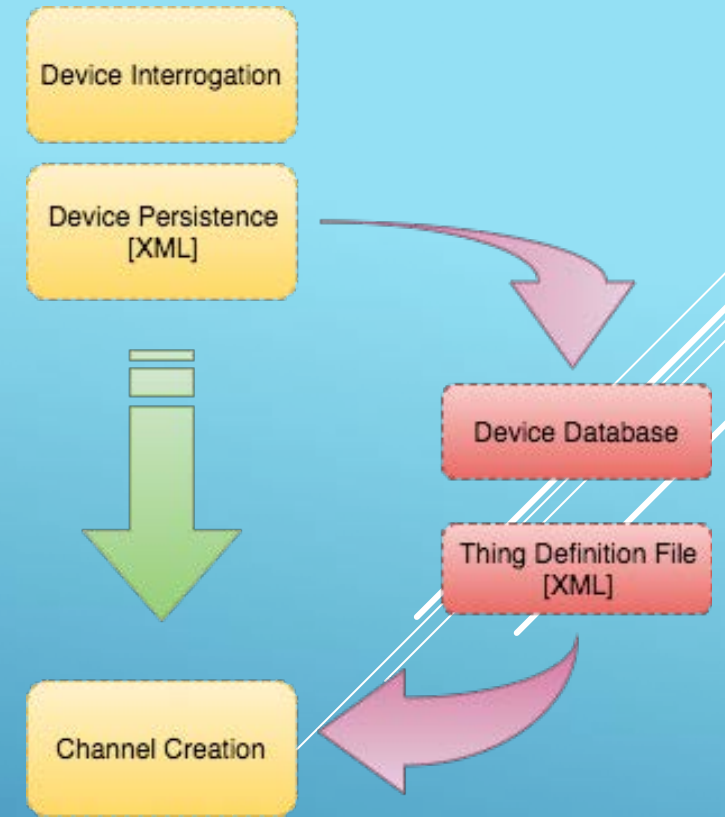 Device Interrogation
Device Persistence
[XML]
Device Database
Thing Definition File
[XML]
Channel Creation